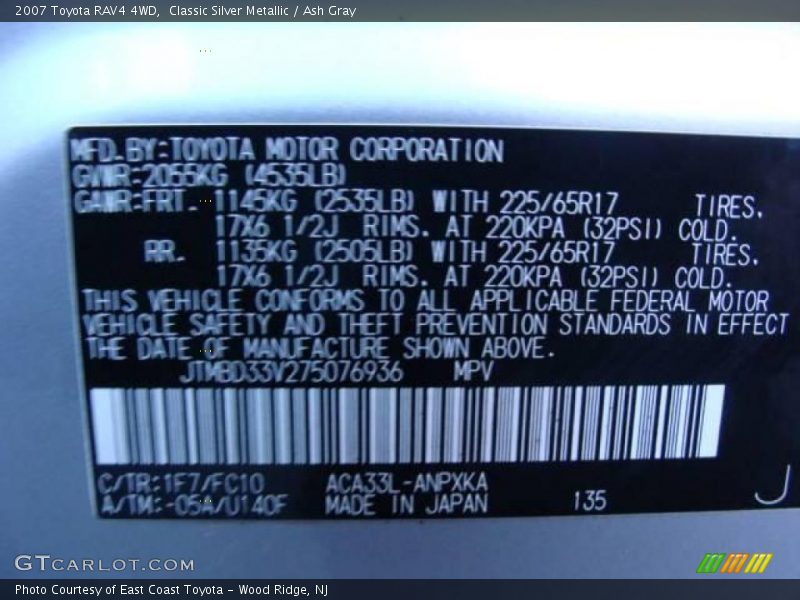 2007 Toyota RAV4 4WD,  Classic Silver Metallic / Ash Gray
MFD.BY:TOYOTA MOTOR CORPORATION
GVWR:2055KG (4535LB)
GAWR:FRT. 1145KG (2535LB) WITH 225/65R17 TIRES.
17X6 1/2J RIMS. AT 220KPA (32PSI) COLD.
RR. 1135KG (2505LB) WITH 225/65R17 TIRES.
17X6 1/2J RIMS. AT 220KPA (32PSI) COLD.
THIS VEHICLE CONFORMS TO ALL APPLICABLE FEDERAL MOTOR
VEHICLE SAFETY AND THEFT PREVENTION STANDARDS IN EFFECT
THE DATE OF MANUFACTURE SHOWN ABOVE.
JTMBD33V275076936 MPV
C/TR:1F7/FC10 ACA33L-ANPXKA
A/TM:-05A/U140F MADE IN JAPAN 135 J
GTCARLOT.COM
Photo Courtesy of East Coast Toyota - Wood Ridge, NJ